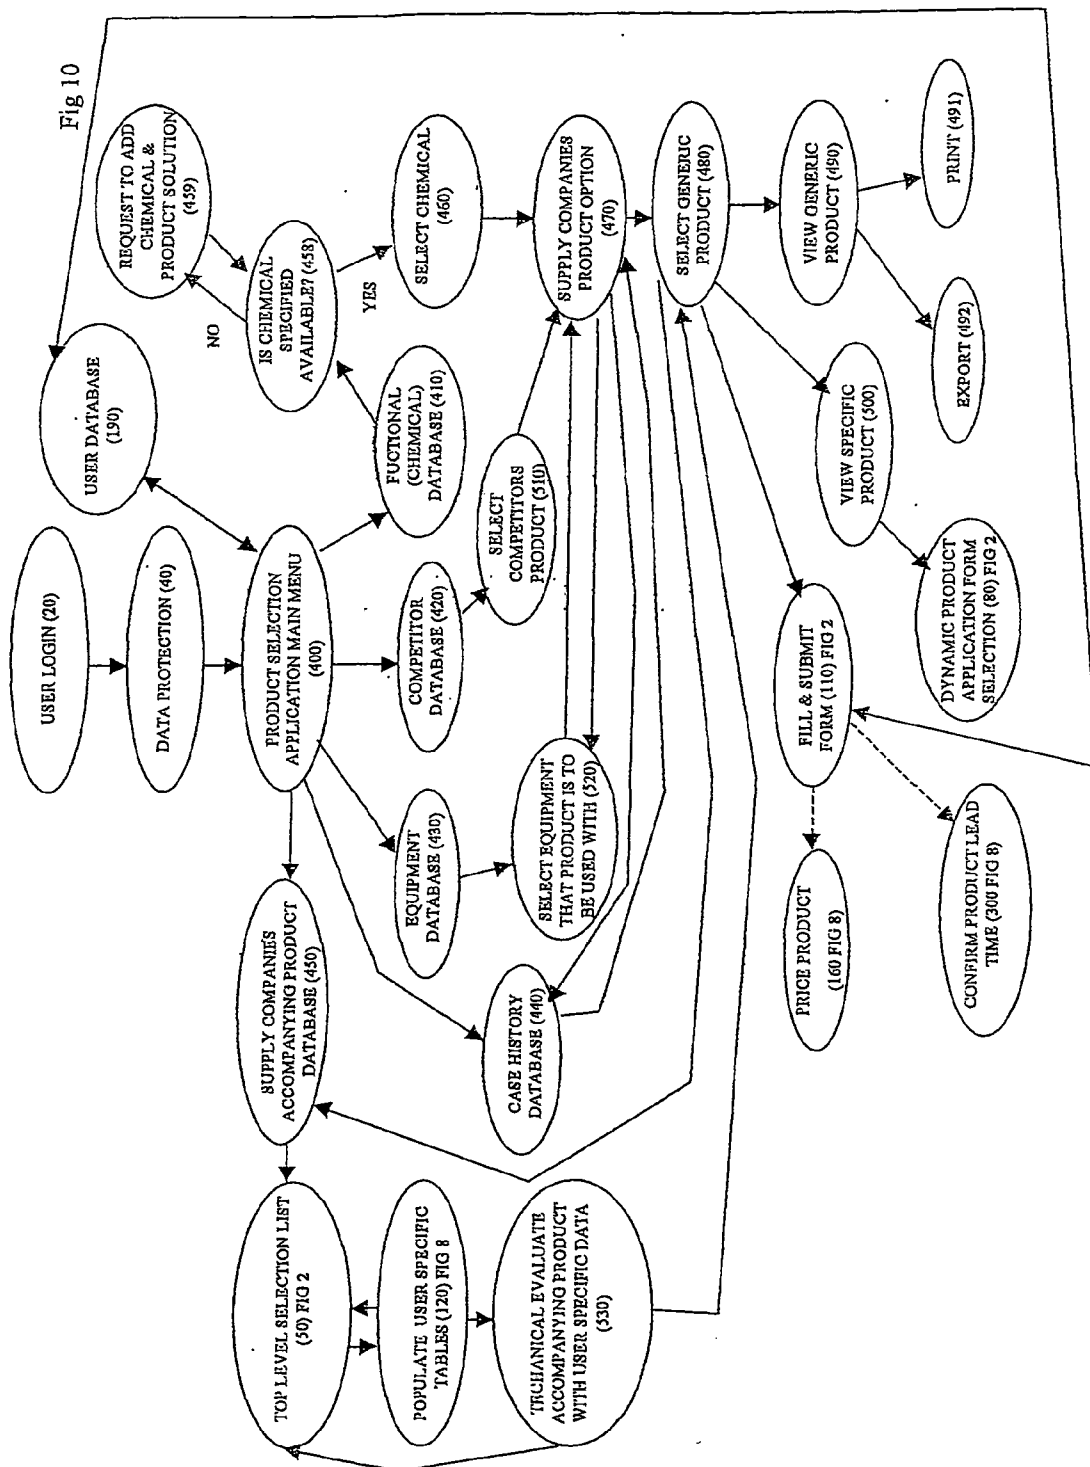 Fig 10
USER LOGIN (20)
DATA PROTECTION (40)
USER DATABASE
(190)
PRODUCT SELECTION
APPLICATION MAIN MENU
(400)
REQUEST TO ADD
CHEMICAL &
PRODUCT SOLUTION
(459)
IS CHEMICAL
SPECIFIED
AVAILABLE? (458)
NO
YES
SELECT CHEMICAL
(460)
FUCTIONAL
(CHEMICAL)
DATABASE (410)
COMPETITOR
DATABASE (420)
SELECT
COMPETITORS
PRODUCT (510)
EQUIPMENT
DATABASE (430)
SELECT EQUIPMENT
THAT PRODUCT IS TO
BE USED WITH (520)
CASE HISTORY
DATABASE (440)
SUPPLY COMPANIES
ACCOMPANYING PRODUCT
DATABASE (450)
TOP LEVEL SELECTION LIST
(50) FIG 2
POPULATE USER SPECIFIC
TABLES (120) FIG 8
TECHANICAL EVALUATE
ACCOMPANYING PRODUCT
WITH USER SPECIFIC DATA
(530)
SUPPLY COMPANIES
PRODUCT OPTION
(470)
SELECT GENERIC
PRODUCT (480)
VIEW GENERIC
PRODUCT (490)
PRINT (491)
EXPORT (492)
VIEW SPECIFIC
PRODUCT (500)
DYNAMIC PRODUCT
APPLICATION FORM
SELECTION (80) FIG 2
FILL & SUBMIT
FORM (110) FIG 2
PRICE PRODUCT
(160 FIG 8)
CONFIRM PRODUCT LEAD
TIME (300 FIG 8)